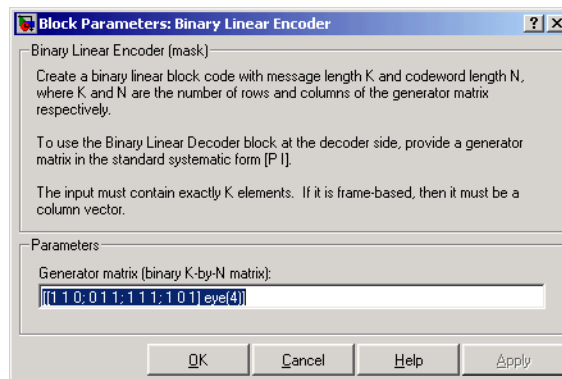 Block Parameters: Binary Linear Encoder
Binary Linear Encoder (mask)
Create a binary linear block code with message length K and codeword length N,
where K and N are the number of rows and columns of the generator matrix
respectively.
To use the Binary Linear Decoder block at the decoder side, provide a generator
matrix in the standard systematic form [P I].
The input must contain exactly K elements. If it is frame-based, then it must be a
column vector.
Parameters
Generator matrix (binary K-by-N matrix):
[[1 1 0; 0 1 1; 1 1 1; 1 0 1] eye(4)]
OK Cancel Help Apply